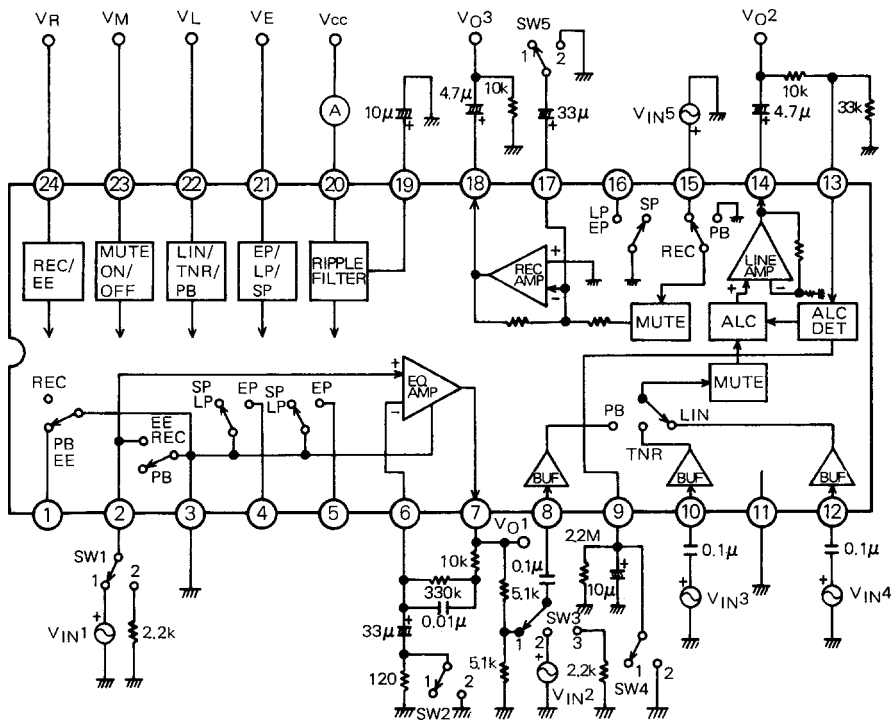 VR VM VL VE Vcc VO3 SW5 VO2
1 2
A
10μ + 4.7μ + 10k 33μ + VIN5 + 10k 4.7μ + 33k
24 23 22 21 20 19 18 17 16 15 14 13
REC/ EE
MUTE ON/ OFF
LIN/ TNR/ PB
EP/ LP/ SP
RIPPLE FILTER
REC AMP + −
LP EP SP
REC PB
LINE AMP + −
MUTE ALC ALC DET
MUTE
REC
PB EE
EE REC
PB
SP LP EP
SP LP EP
+ − EQ AMP
PB TNR LIN
BUF BUF BUF
1 2 3 4 5 6 7 8 9 10 11 12
VO1
SW1
1 2
+ VIN1 2.2k
10k
330k
0.01μ
33μ +
120
SW2
1 2
5.1k
5.1k
0.1μ
SW3
1 2 3
+ VIN2
2.2k
2.2M
10μ +
SW4
1 2
0.1μ
+ VIN3
0.1μ
+ VIN4